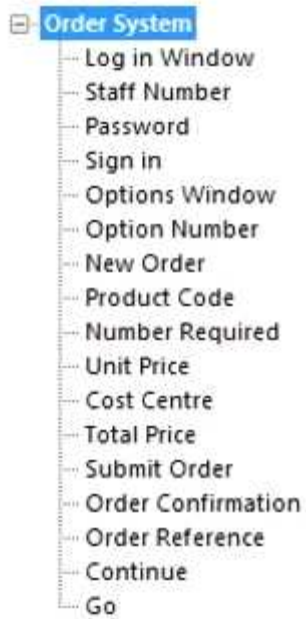 Order System
Log in Window
Staff Number
Password
Sign in
Options Window
Option Number
New Order
Product Code
Number Required
Unit Price
Cost Centre
Total Price
Submit Order
Order Confirmation
Order Reference
Continue
Go